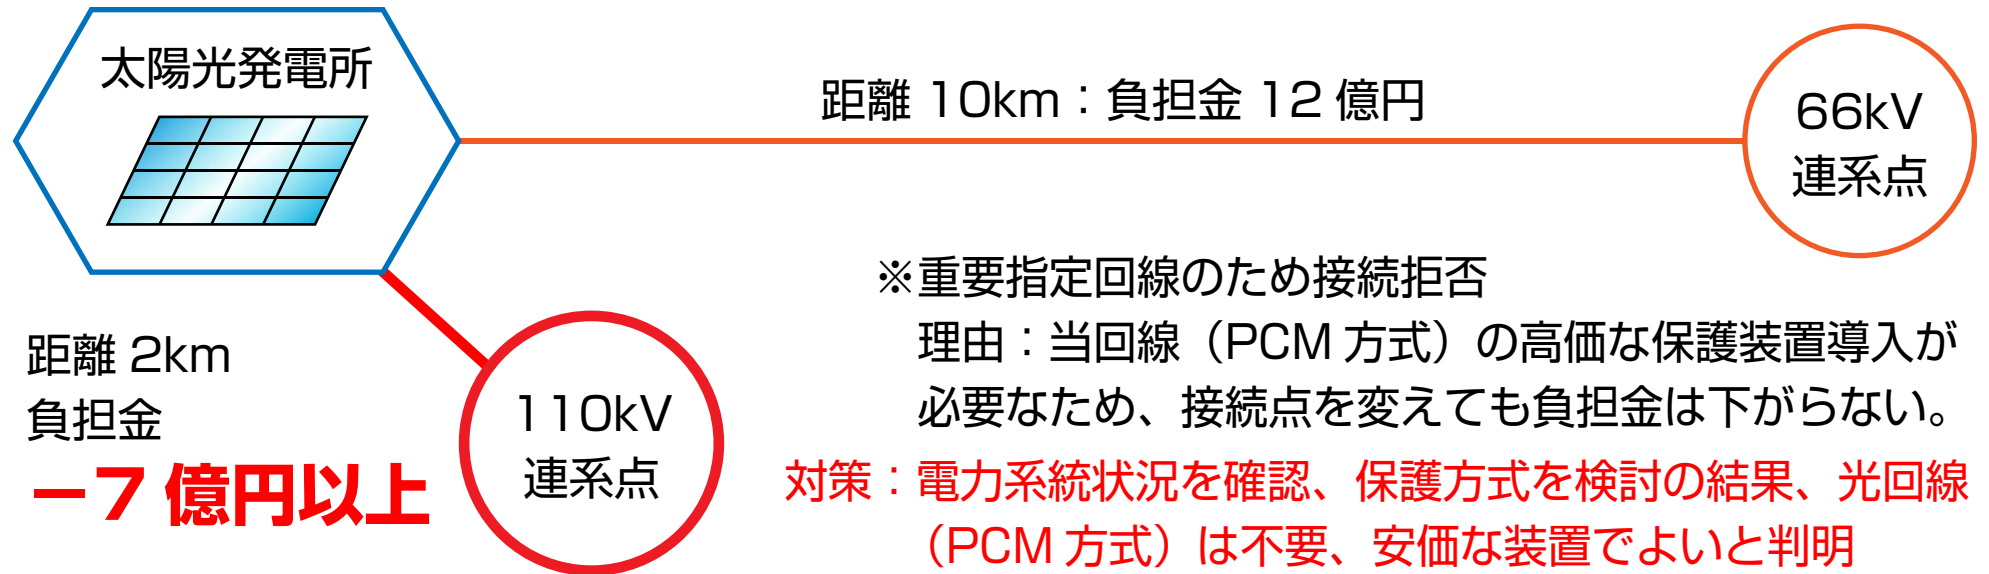 太陽光発電所
距離 10km：負担金 12 億円
66kV
連系点
距離 2km
負担金
－7 億円以上
110kV
連系点
※重要指定回線のため接続拒否
理由：当回線（PCM 方式）の高価な保護装置導入が
必要なため、接続点を変えても負担金は下がらない。
対策：電力系統状況を確認、保護方式を検討の結果、光回線
（PCM 方式）は不要、安価な装置でよいと判明